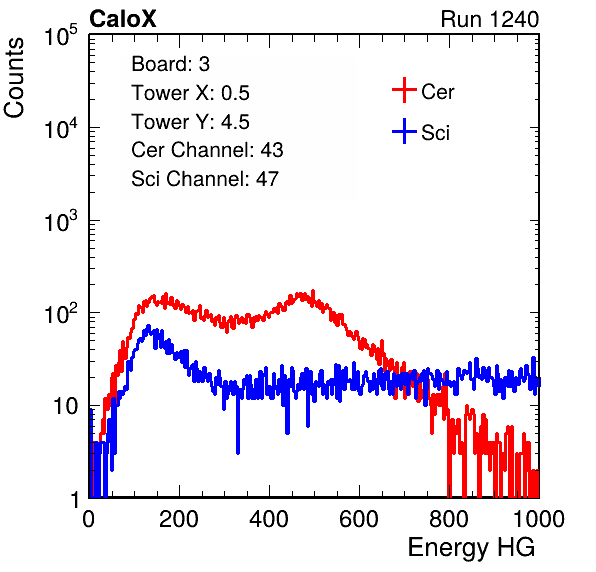 CaloX Run 1240
Counts
Board: 3
Tower X: 0.5
Tower Y: 4.5
Cer Channel: 43
Sci Channel: 47
Cer
Sci
10^5
10^4
10^3
10^2
10
1
0 200 400 600 800 1000
Energy HG